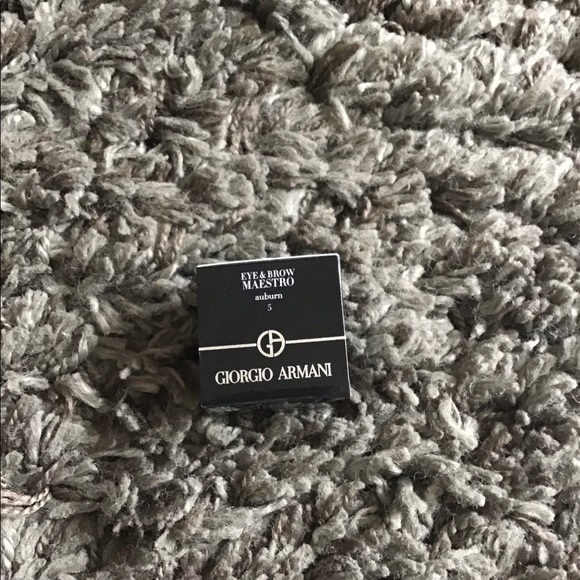 EYE & BROW
MAESTRO
auburn
5
GIORGIO ARMANI